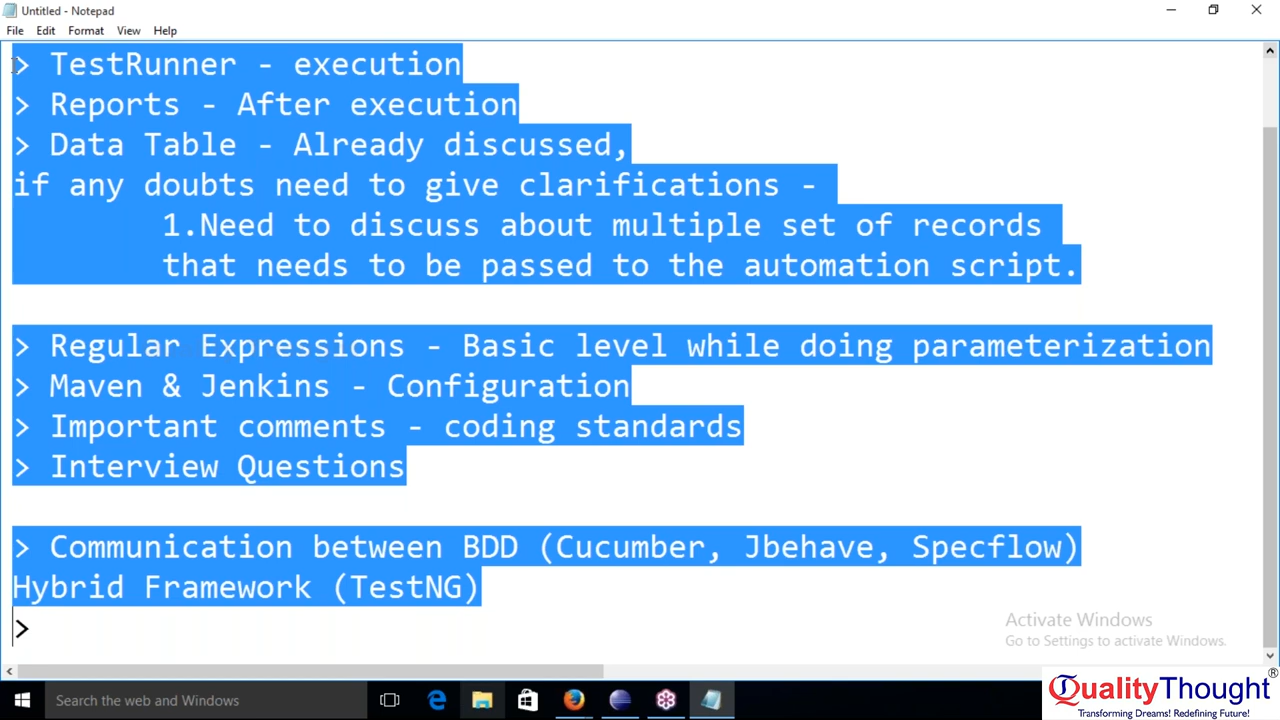 Untitled - Notepad
File Edit Format View Help
> TestRunner - execution
> Reports - After execution
> Data Table - Already discussed,
if any doubts need to give clarifications -
1.Need to discuss about multiple set of records
that needs to be passed to the automation script.
> Regular Expressions - Basic level while doing parameterization
> Maven & Jenkins - Configuration
> Important comments - coding standards
> Interview Questions
> Communication between BDD (Cucumber, Jbehave, Specflow)
Hybrid Framework (TestNG)
>
Activate Windows
Go to Settings to activate Windows.
Search the web and Windows
QualityThought®
Transforming Dreams! Redefining Future!